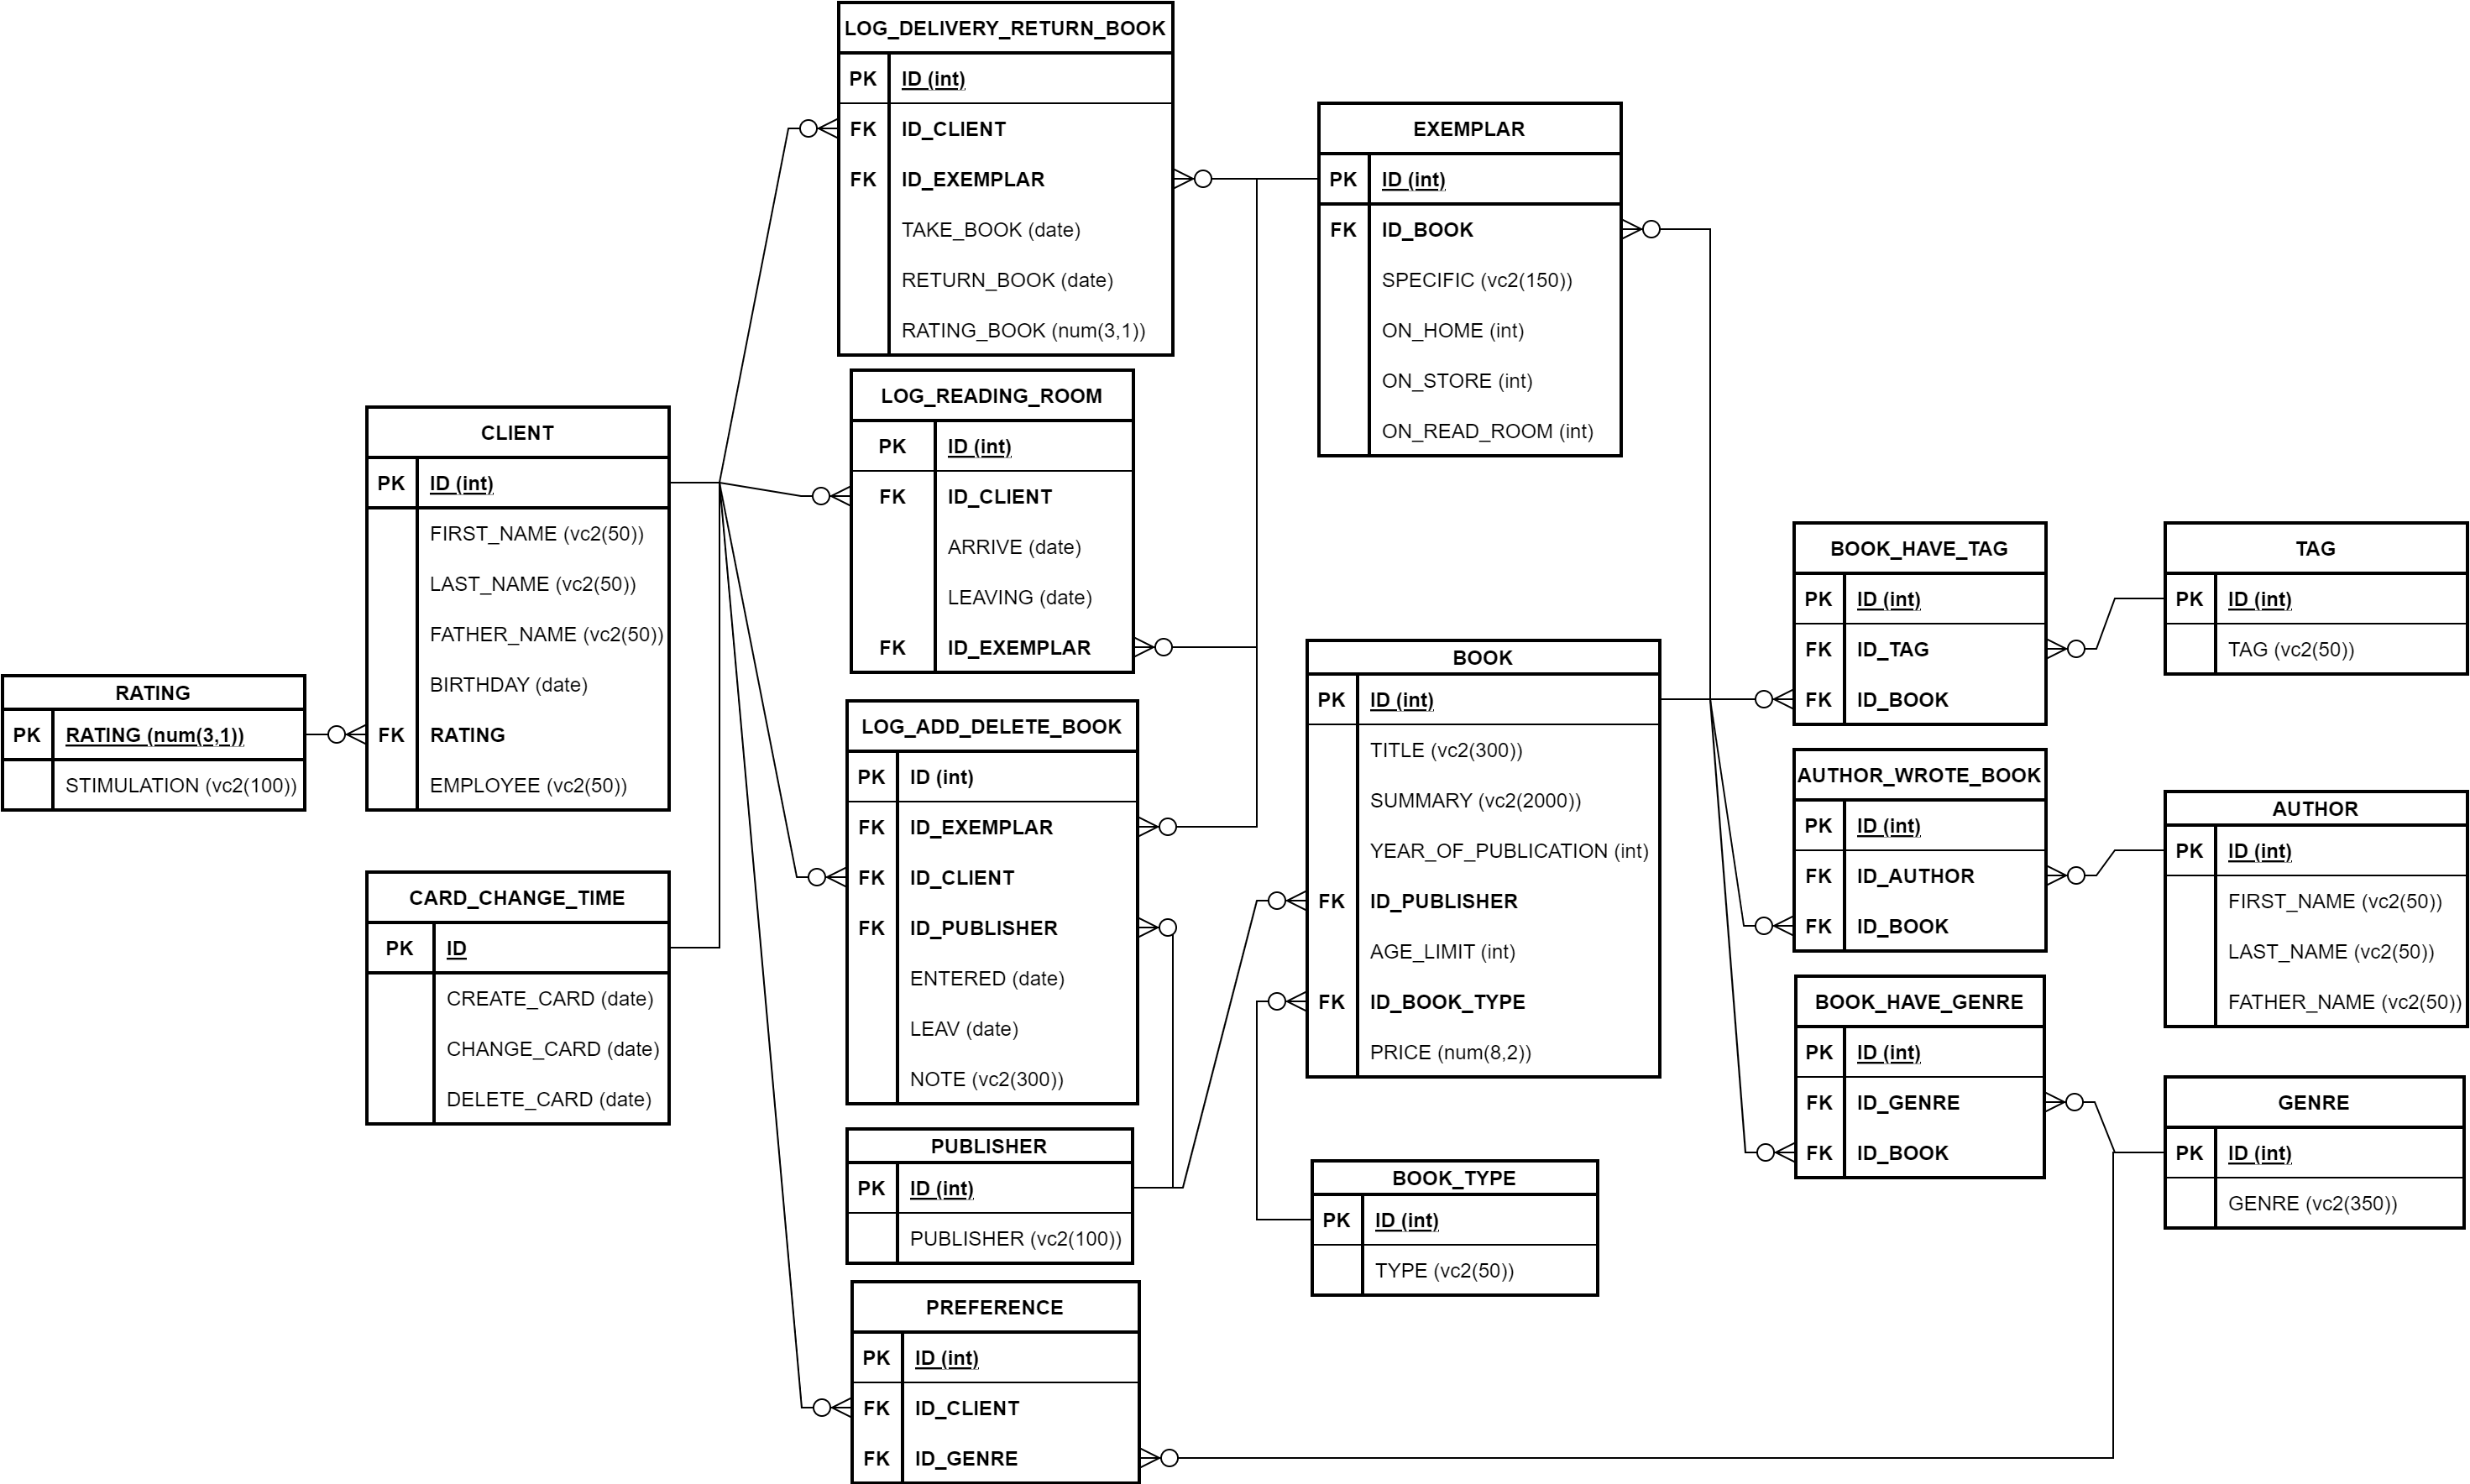 LOG_DELIVERY_RETURN_BOOK
PK ID (int)
FK ID_CLIENT
FK ID_EXEMPLAR
TAKE_BOOK (date)
RETURN_BOOK (date)
RATING_BOOK (num(3,1))
EXEMPLAR
PK ID (int)
FK ID_BOOK
SPECIFIC (vc2(150))
ON_HOME (int)
ON_STORE (int)
ON_READ_ROOM (int)
LOG_READING_ROOM
PK ID (int)
FK ID_CLIENT
ARRIVE (date)
LEAVING (date)
FK ID_EXEMPLAR
CLIENT
PK ID (int)
FIRST_NAME (vc2(50))
LAST_NAME (vc2(50))
FATHER_NAME (vc2(50))
BIRTHDAY (date)
FK RATING
EMPLOYEE (vc2(50))
RATING
PK RATING (num(3,1))
STIMULATION (vc2(100))
CARD_CHANGE_TIME
PK ID
CREATE_CARD (date)
CHANGE_CARD (date)
DELETE_CARD (date)
LOG_ADD_DELETE_BOOK
PK ID (int)
FK ID_EXEMPLAR
FK ID_CLIENT
FK ID_PUBLISHER
ENTERED (date)
LEAV (date)
NOTE (vc2(300))
PUBLISHER
PK ID (int)
PUBLISHER (vc2(100))
PREFERENCE
PK ID (int)
FK ID_CLIENT
FK ID_GENRE
BOOK
PK ID (int)
TITLE (vc2(300))
SUMMARY (vc2(2000))
YEAR_OF_PUBLICATION (int)
FK ID_PUBLISHER
AGE_LIMIT (int)
FK ID_BOOK_TYPE
PRICE (num(8,2))
BOOK_TYPE
PK ID (int)
TYPE (vc2(50))
BOOK_HAVE_TAG
PK ID (int)
FK ID_TAG
FK ID_BOOK
TAG
PK ID (int)
TAG (vc2(50))
AUTHOR_WROTE_BOOK
PK ID (int)
FK ID_AUTHOR
FK ID_BOOK
AUTHOR
PK ID (int)
FIRST_NAME (vc2(50))
LAST_NAME (vc2(50))
FATHER_NAME (vc2(50))
BOOK_HAVE_GENRE
PK ID (int)
FK ID_GENRE
FK ID_BOOK
GENRE
PK ID (int)
GENRE (vc2(350))